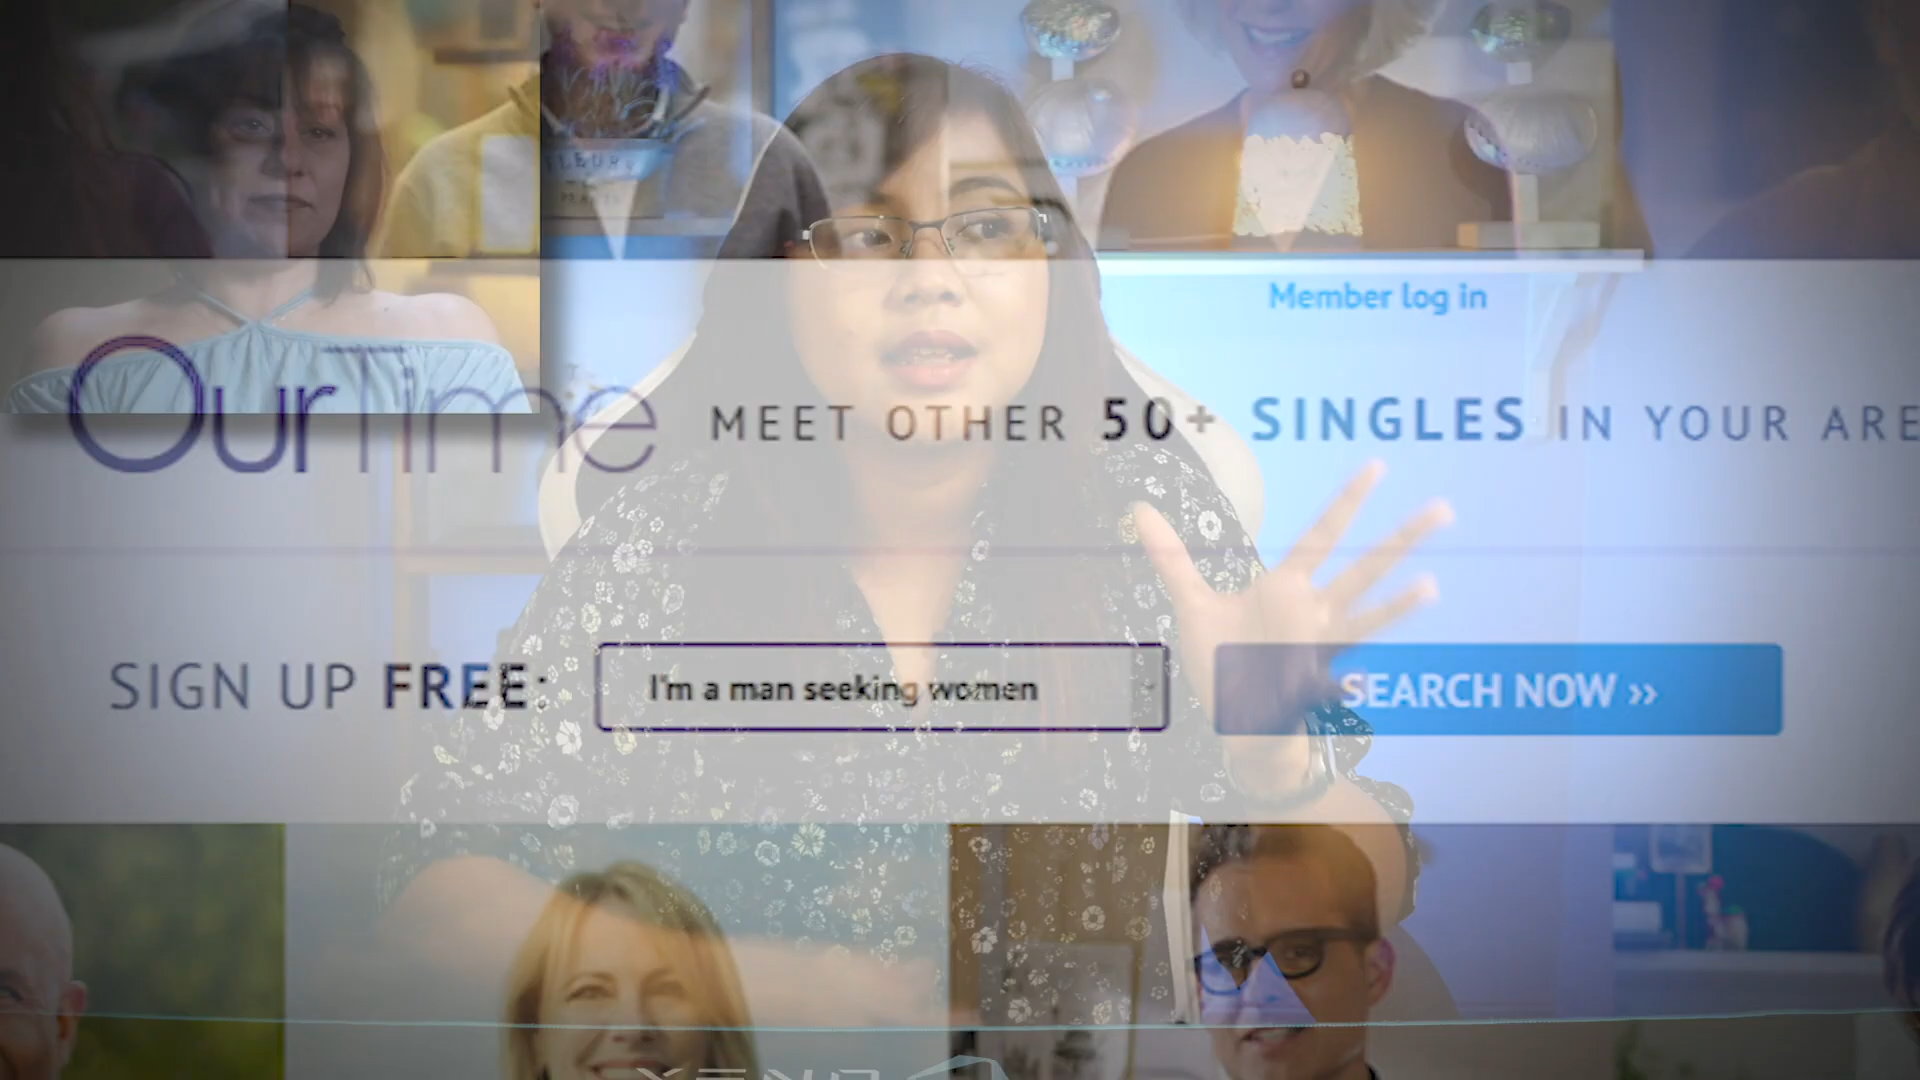 Member log in
OurTime MEET OTHER 50+ SINGLES IN YOUR ARE
SIGN UP FREE: I'm a man seeking women SEARCH NOW ››